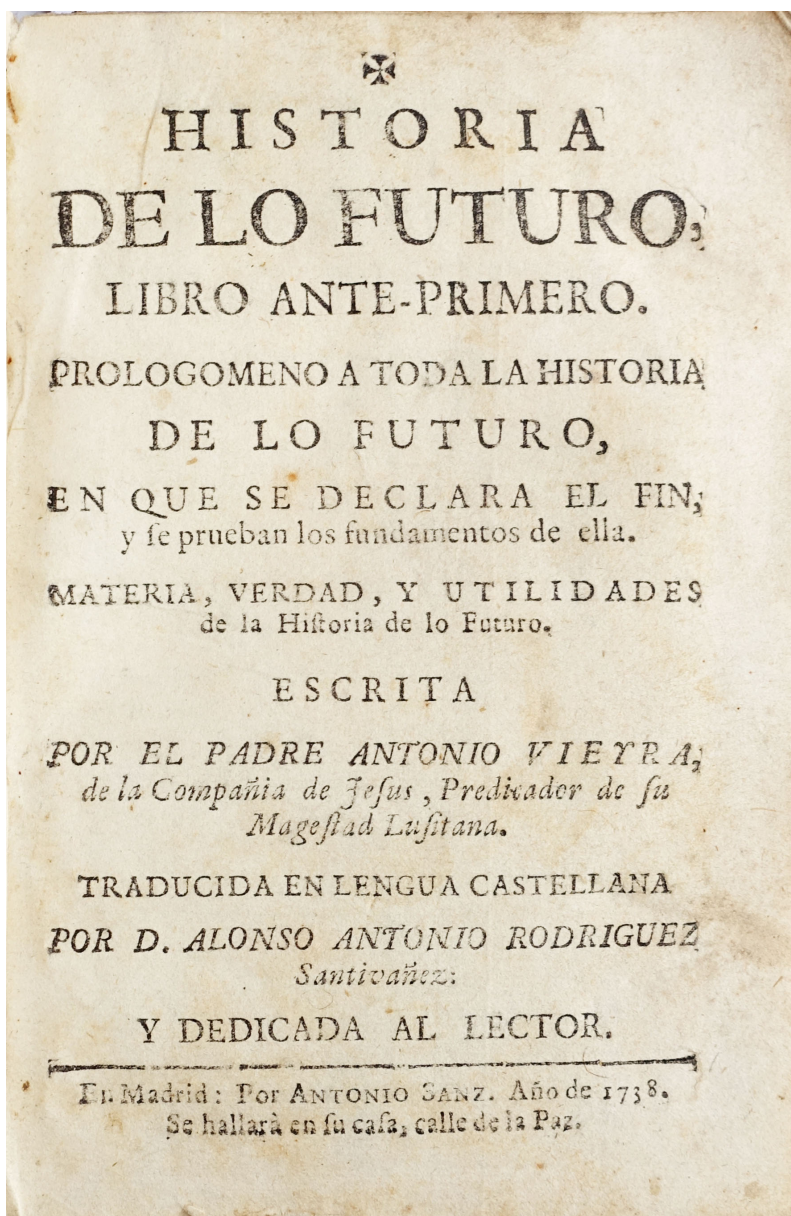 ✠
HISTORIA
DE LO FUTURO,
LIBRO ANTE-PRIMERO.
PROLOGOMENO A TODA LA HISTORIA
DE LO FUTURO,
EN QUE SE DECLARA EL FIN,
y ſe prueban los fundamentos de ella.
MATERIA, VERDAD, Y UTILIDADES
de la Hiſtoria de lo Futuro.
ESCRITA
POR EL PADRE ANTONIO VIEYRA,
de la Compañia de Jeſus, Predicador de ſu
Mageſtad Luſitana.
TRADUCIDA EN LENGUA CASTELLANA
POR D. ALONSO ANTONIO RODRIGUEZ
Santivañez:
Y DEDICADA AL LECTOR.
En Madrid: Por ANTONIO SANZ. Año de 1738.
Se hallarà en ſu caſa, calle de la Paz.